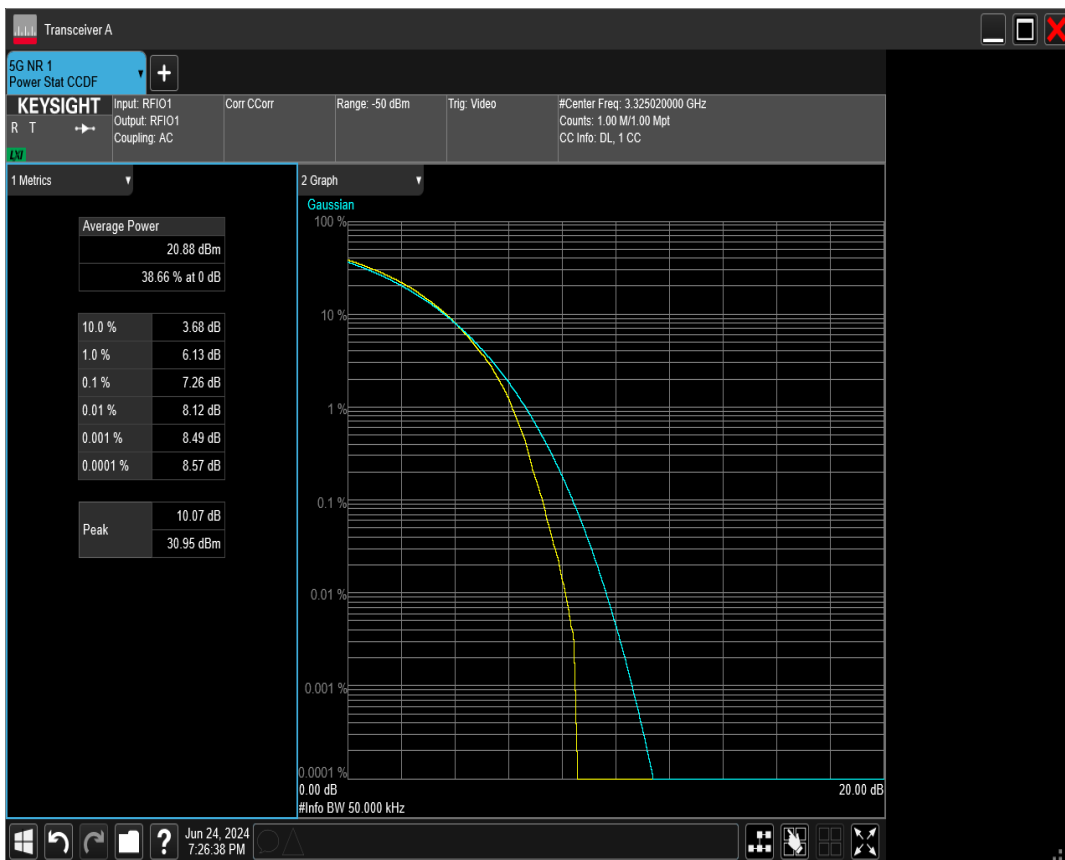 Transceiver A
5G NR 1
Power Stat CCDF
+
KEYSIGHT
R T
LXI
Input: RFIO1
Output: RFIO1
Coupling: AC
Corr CCorr
Range: -50 dBm
Trig: Video
#Center Freq: 3.325020000 GHz
Counts: 1.00 M/1.00 Mpt
CC Info: DL, 1 CC
1 Metrics
Average Power
20.88 dBm
38.66 % at 0 dB
10.0 % 3.68 dB
1.0 % 6.13 dB
0.1 % 7.26 dB
0.01 % 8.12 dB
0.001 % 8.49 dB
0.0001 % 8.57 dB
Peak
10.07 dB
30.95 dBm
2 Graph
Gaussian
100 %
10 %
1 %
0.1 %
0.01 %
0.001 %
0.0001 %
0.00 dB 20.00 dB
#Info BW 50.000 kHz
?
Jun 24, 2024
7:26:38 PM